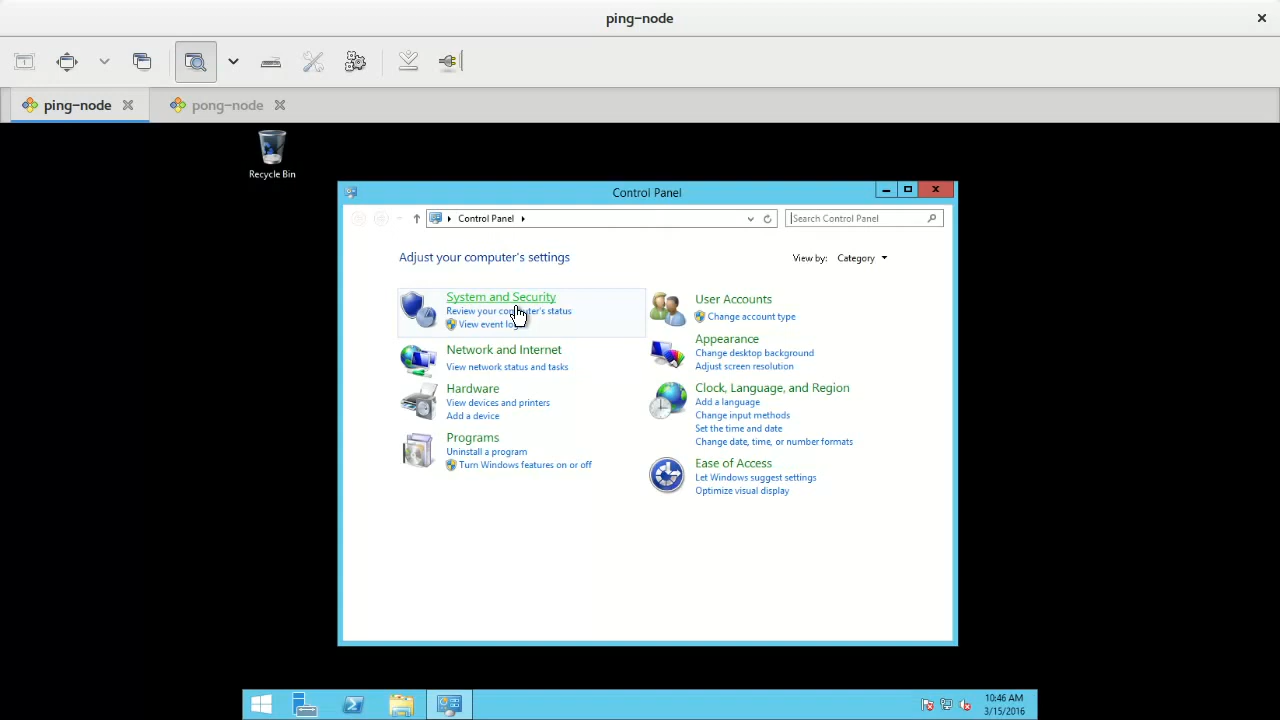 ping-node
ping-node
pong-node
Recycle Bin
Control Panel
Control Panel
Search Control Panel
Adjust your computer's settings
View by: Category
System and Security
Review your computer's status
View event logs
Network and Internet
View network status and tasks
Hardware
View devices and printers
Add a device
Programs
Uninstall a program
Turn Windows features on or off
User Accounts
Change account type
Appearance
Change desktop background
Adjust screen resolution
Clock, Language, and Region
Add a language
Change input methods
Set the time and date
Change date, time, or number formats
Ease of Access
Let Windows suggest settings
Optimize visual display
10:46 AM
3/15/2016